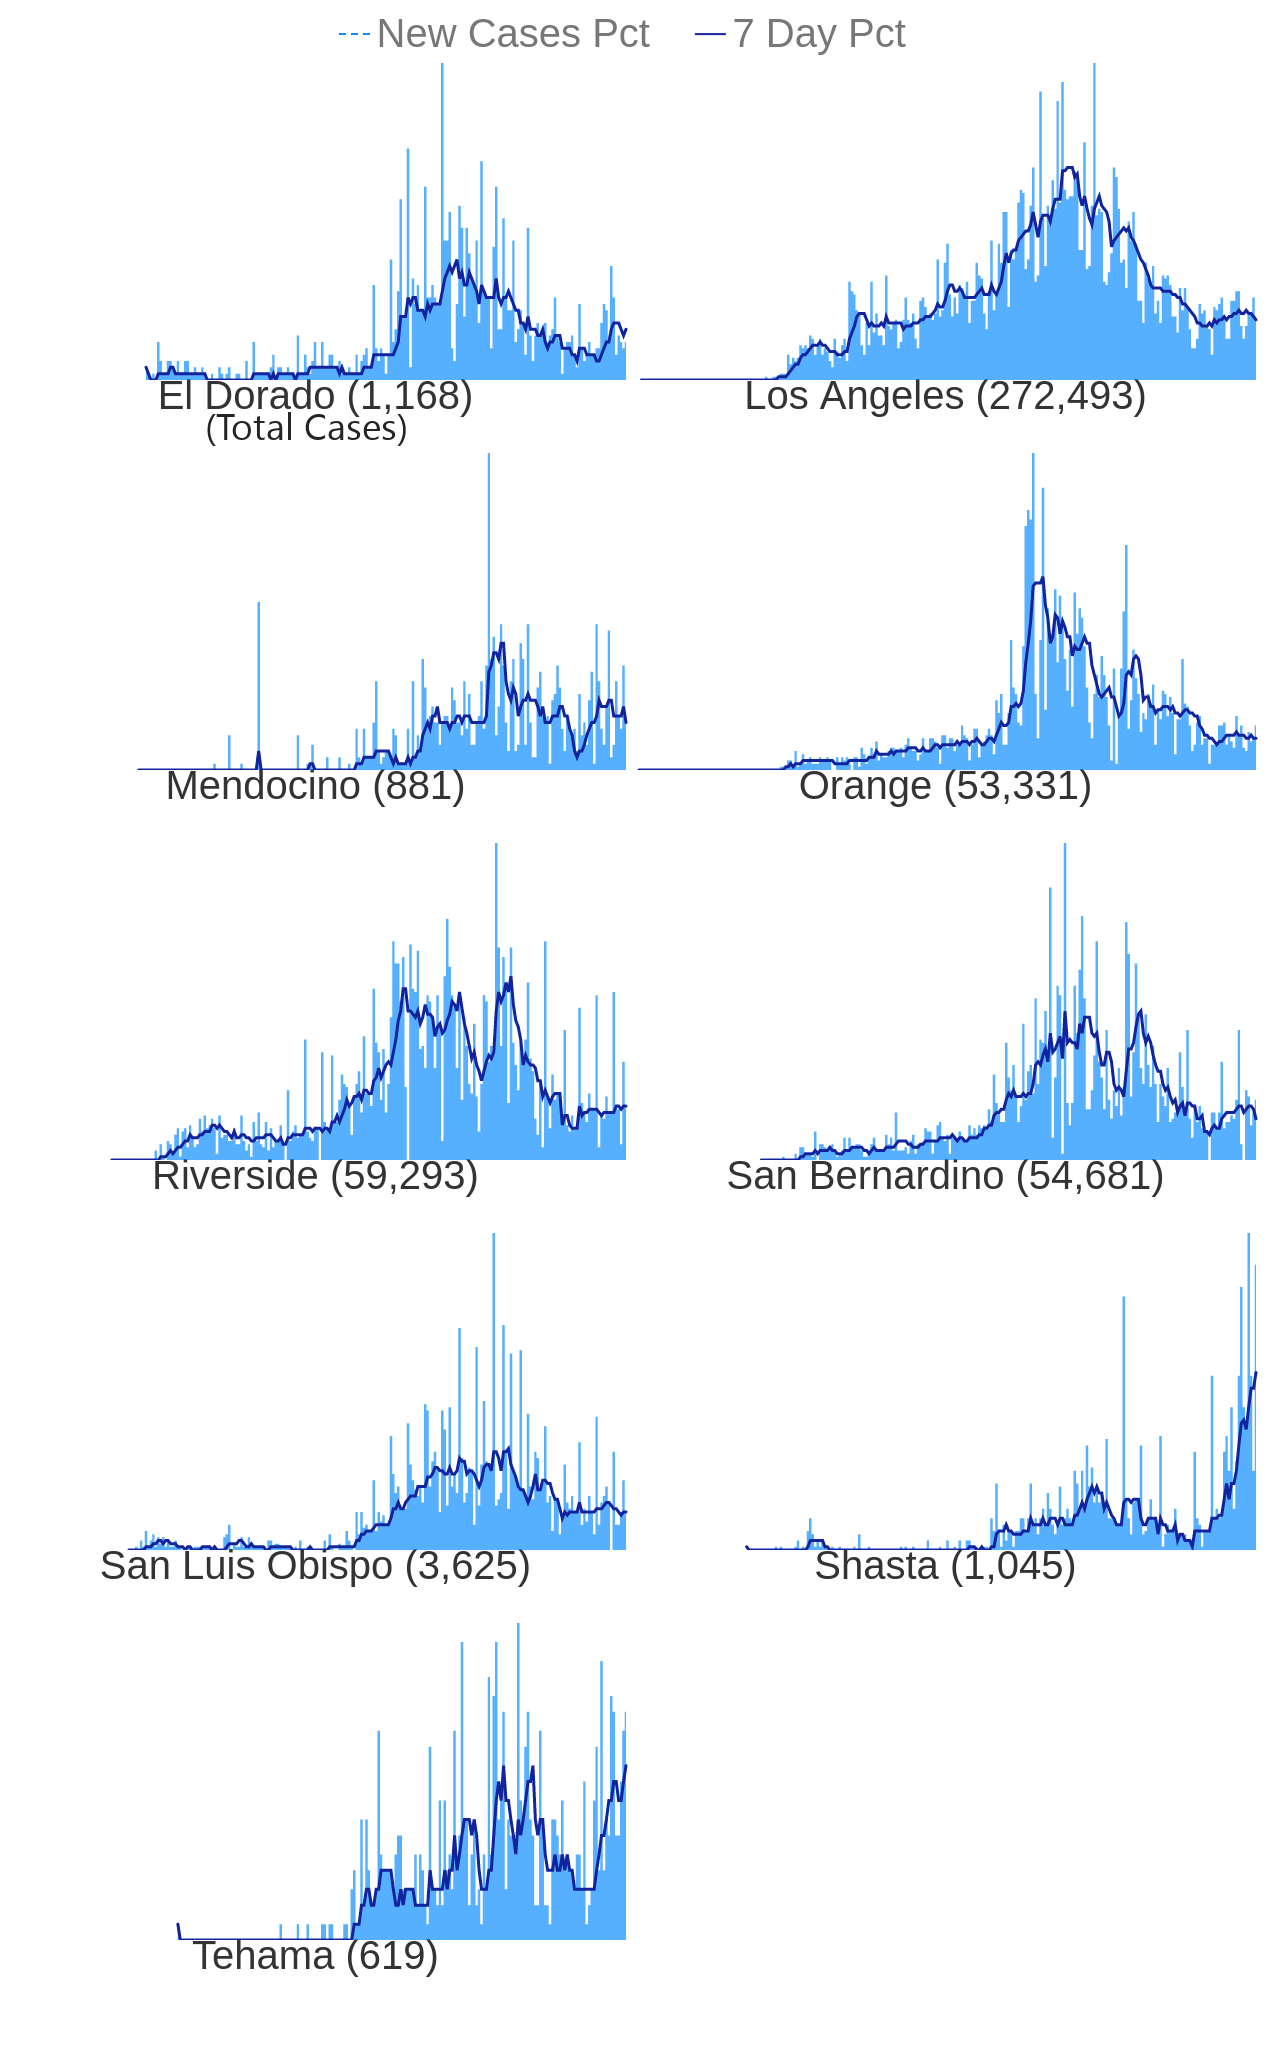 New Cases Pct 7 Day Pct
El Dorado (1,168) Los Angeles (272,493)
(Total Cases)
Mendocino (881) Orange (53,331)
Riverside (59,293) San Bernardino (54,681)
San Luis Obispo (3,625) Shasta (1,045)
Tehama (619)